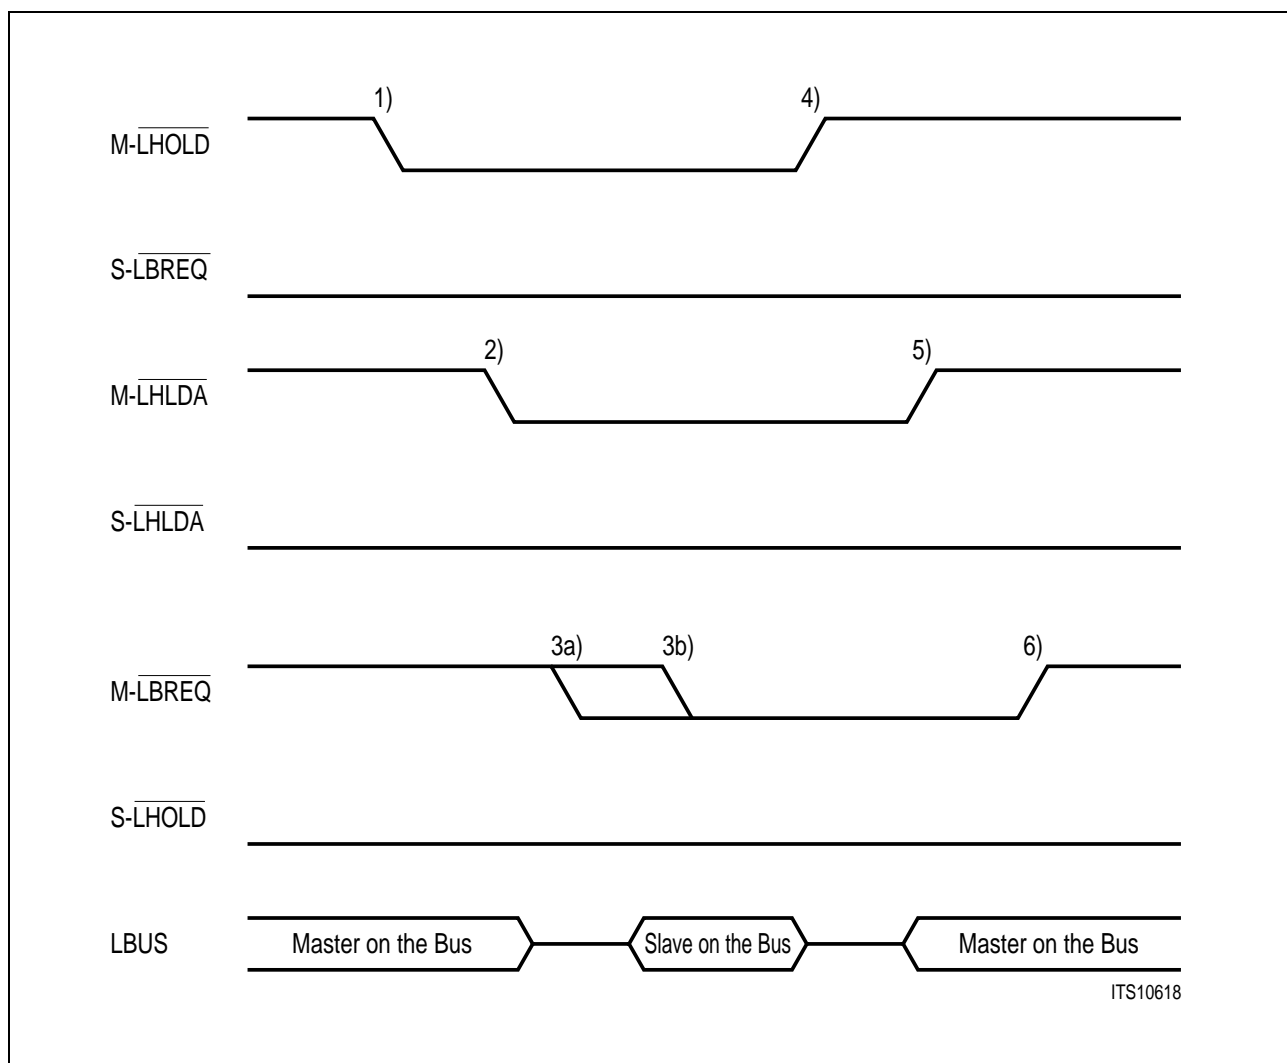 1) 4)
M-LHOLD
S-LBREQ
2) 5)
M-LHLDA
S-LHLDA
3a) 3b) 6)
M-LBREQ
S-LHOLD
LBUS Master on the Bus Slave on the Bus Master on the Bus
ITS10618